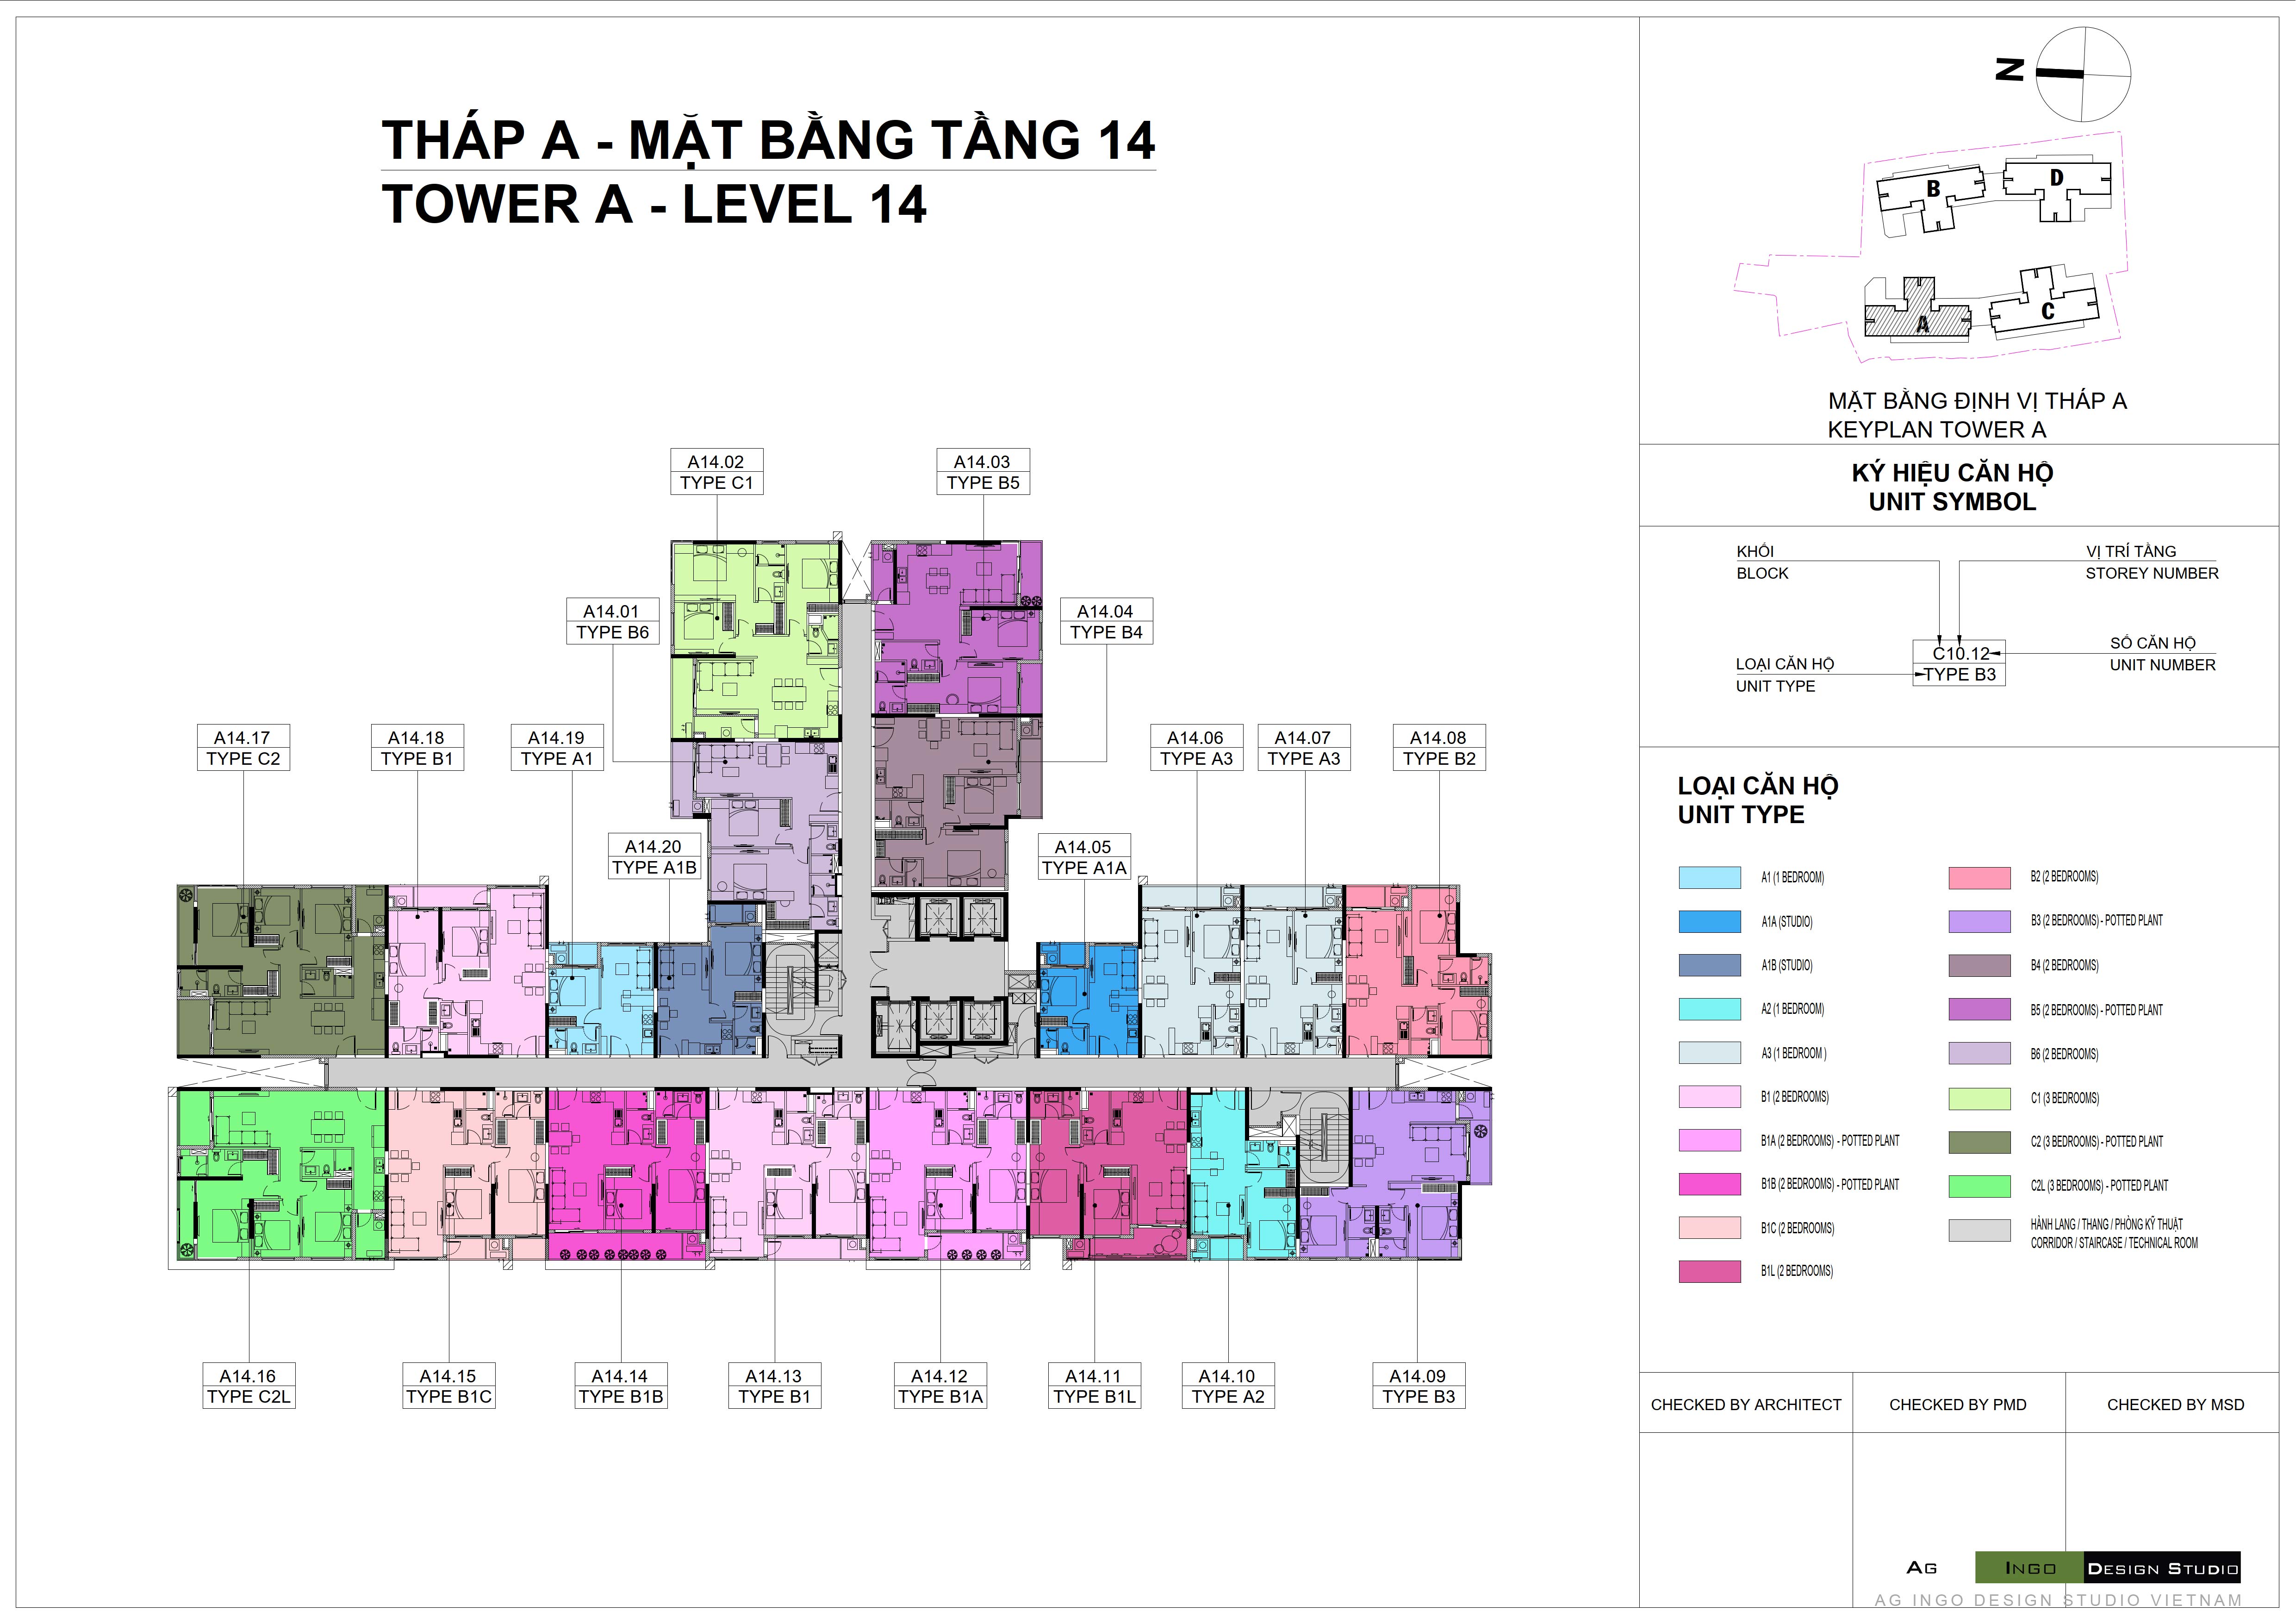 THÁP A - MẶT BẰNG TẦNG 14
TOWER A - LEVEL 14
A14.02
TYPE C1
A14.03
TYPE B5
A14.01
TYPE B6
A14.04
TYPE B4
A14.17
TYPE C2
A14.18
TYPE B1
A14.19
TYPE A1
A14.06
TYPE A3
A14.07
TYPE A3
A14.08
TYPE B2
A14.20
TYPE A1B
A14.05
TYPE A1A
A14.16
TYPE C2L
A14.15
TYPE B1C
A14.14
TYPE B1B
A14.13
TYPE B1
A14.12
TYPE B1A
A14.11
TYPE B1L
A14.10
TYPE A2
A14.09
TYPE B3
N
B
D
A
C
MẶT BẰNG ĐỊNH VỊ THÁP A
KEYPLAN TOWER A
KÝ HIỆU CĂN HỘ
UNIT SYMBOL
KHỐI
BLOCK
VỊ TRÍ TẦNG
STOREY NUMBER
C10.12
TYPE B3
SỐ CĂN HỘ
UNIT NUMBER
LOẠI CĂN HỘ
UNIT TYPE
LOẠI CĂN HỘ
UNIT TYPE
A1 (1 BEDROOM)
A1A (STUDIO)
A1B (STUDIO)
A2 (1 BEDROOM)
A3 (1 BEDROOM )
B1 (2 BEDROOMS)
B1A (2 BEDROOMS) - POTTED PLANT
B1B (2 BEDROOMS) - POTTED PLANT
B1C (2 BEDROOMS)
B1L (2 BEDROOMS)
B2 (2 BEDROOMS)
B3 (2 BEDROOMS) - POTTED PLANT
B4 (2 BEDROOMS)
B5 (2 BEDROOMS) - POTTED PLANT
B6 (2 BEDROOMS)
C1 (3 BEDROOMS)
C2 (3 BEDROOMS) - POTTED PLANT
C2L (3 BEDROOMS) - POTTED PLANT
HÀNH LANG / THANG / PHÒNG KỸ THUẬT
CORRIDOR / STAIRCASE / TECHNICAL ROOM
CHECKED BY ARCHITECT
CHECKED BY PMD
CHECKED BY MSD
AG INGO DESIGN STUDIO
AG INGO DESIGN STUDIO VIETNAM